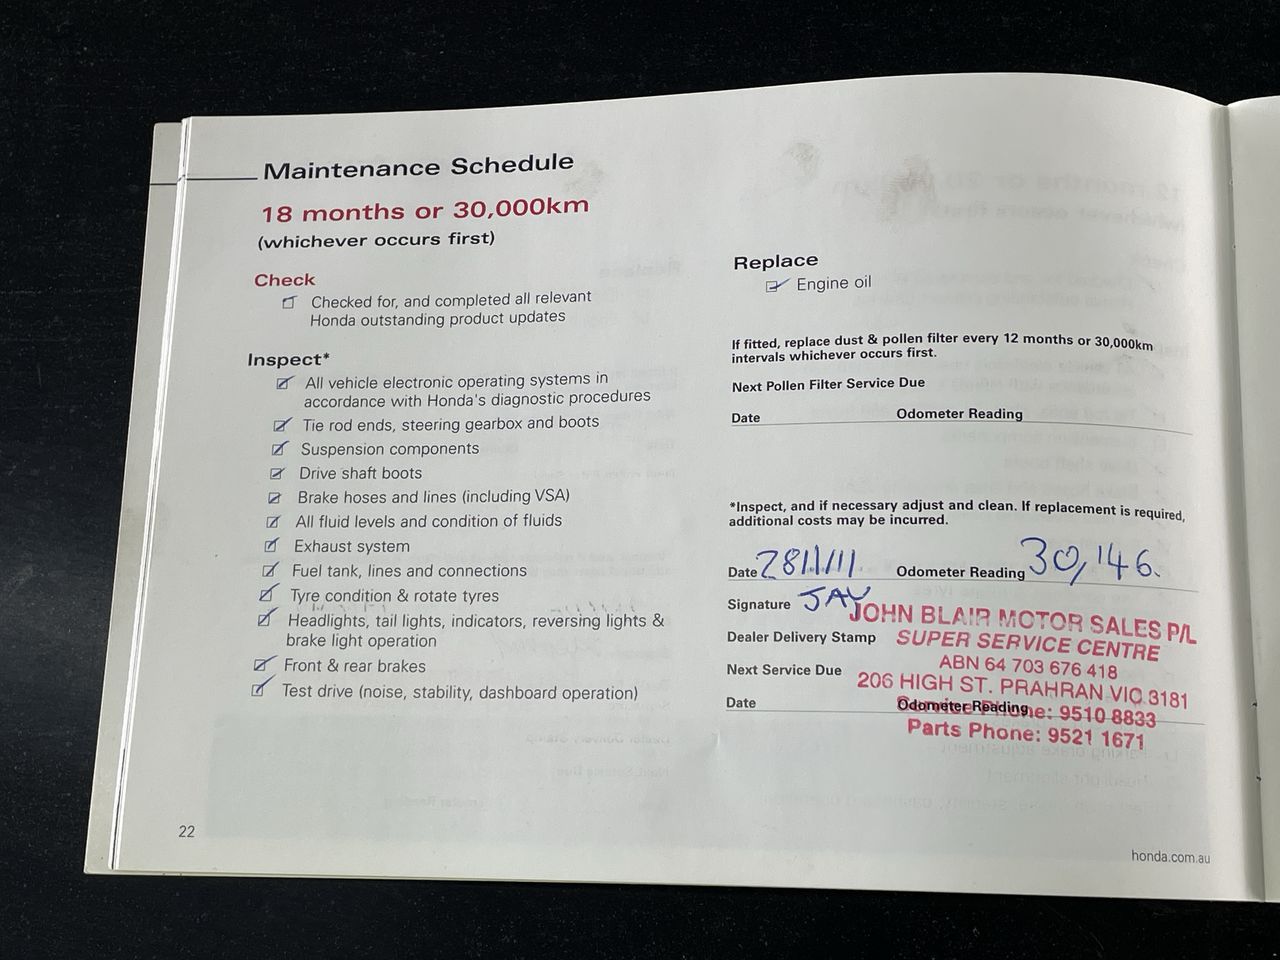 Maintenance Schedule
18 months or 30,000km
(whichever occurs first)
Check
Checked for, and completed all relevant
Honda outstanding product updates
Inspect*
All vehicle electronic operating systems in
accordance with Honda's diagnostic procedures
Tie rod ends, steering gearbox and boots
Suspension components
Drive shaft boots
Brake hoses and lines (including VSA)
All fluid levels and condition of fluids
Exhaust system
Fuel tank, lines and connections
Tyre condition & rotate tyres
Headlights, tail lights, indicators, reversing lights &
brake light operation
Front & rear brakes
Test drive (noise, stability, dashboard operation)
22
Replace
Engine oil
If fitted, replace dust & pollen filter every 12 months or 30,000km
intervals whichever occurs first.
Next Pollen Filter Service Due
Date Odometer Reading
*Inspect, and if necessary adjust and clean. If replacement is required,
additional costs may be incurred.
Date Odometer Reading 30,146.
Signature JAY
JOHN BLAIR MOTOR SALES P/L
Dealer Delivery Stamp
SUPER SERVICE CENTRE
ABN 64 703 676 418
Next Service Due
206 HIGH ST. PRAHRAN VIC 3181
Date Odometer Reading
Service Phone: 9510 8833
Parts Phone: 9521 1671
honda.com.au